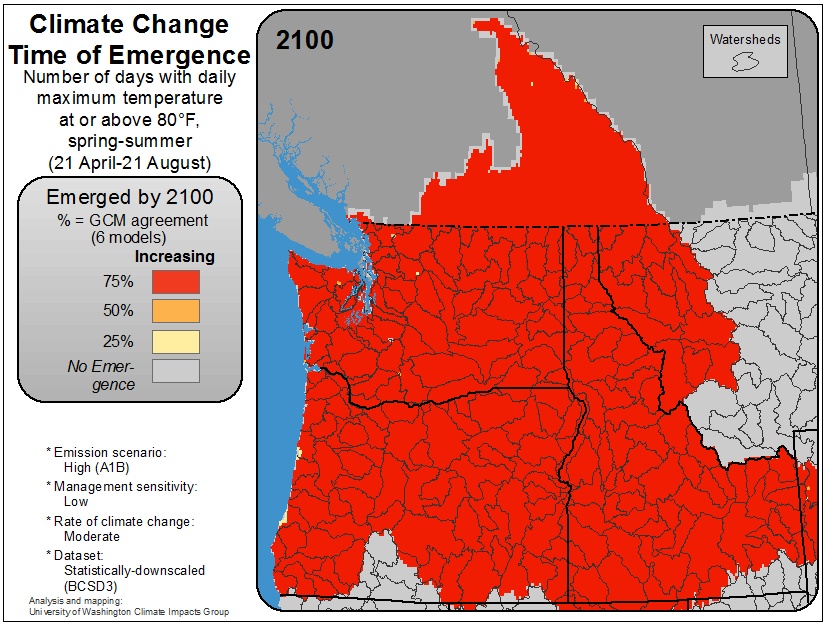 Climate Change
Time of Emergence
Number of days with daily
maximum temperature
at or above 80°F,
spring-summer
(21 April-21 August)
Emerged by 2100
% = GCM agreement
(6 models)
Increasing
75%
50%
25%
No Emer-
gence
* Emission scenario:
High (A1B)
* Management sensitivity:
Low
* Rate of climate change:
Moderate
* Dataset:
Statistically-downscaled
(BCSD3)
Analysis and mapping:
University of Washington Climate Impacts Group
2100
Watersheds